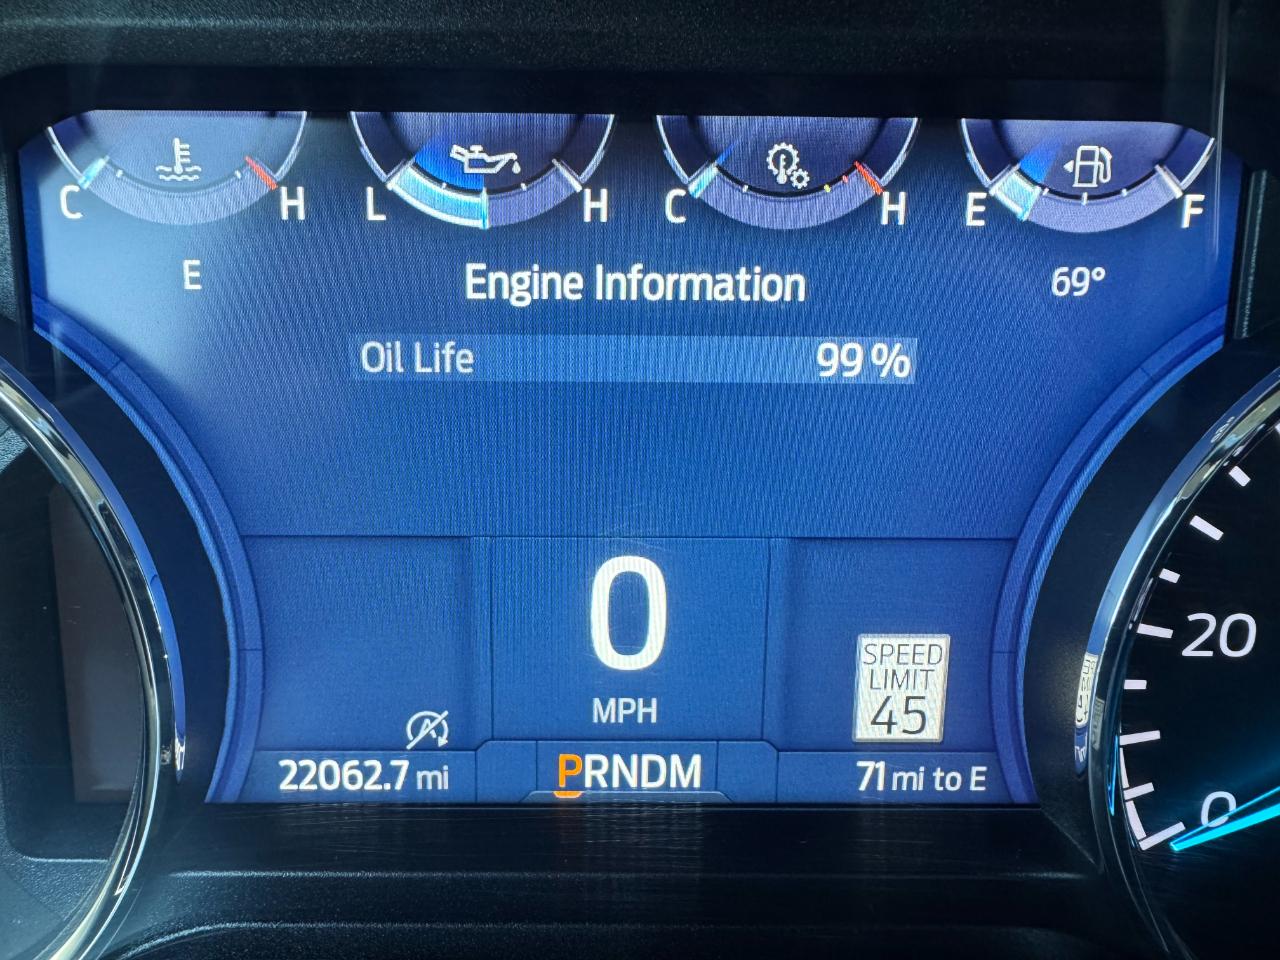 C H L H C H E F
E Engine Information 69°
Oil Life 99%
0
MPH
SPEED
LIMIT
45
22062.7 mi PRNDM 71 mi to E
20
0